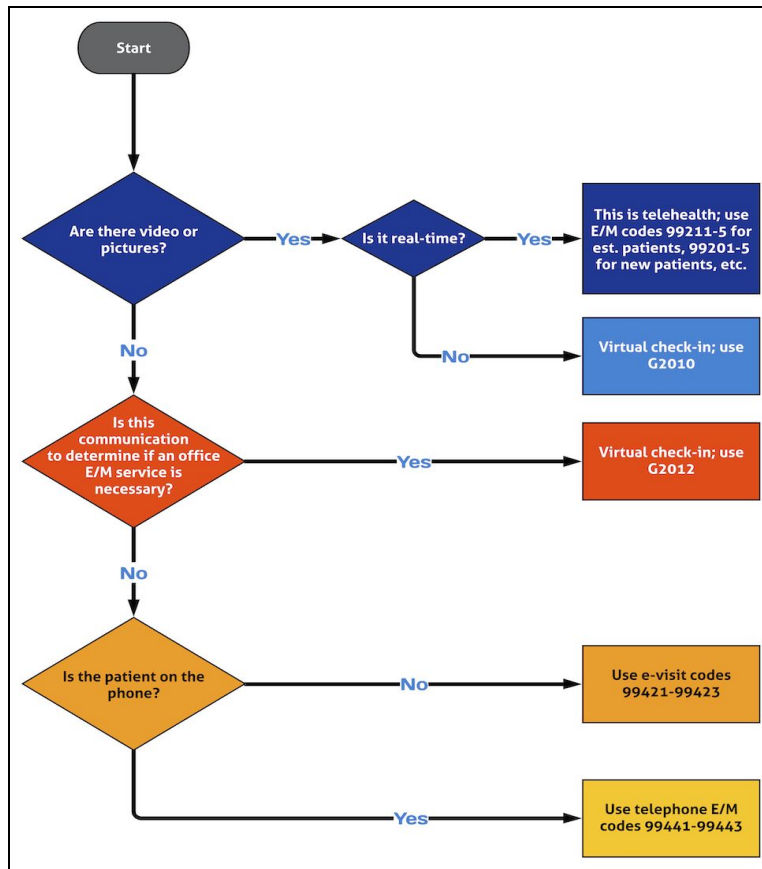 Start
Are there video or
pictures?
Yes
Is it real-time?
Yes
This is telehealth; use
E/M codes 99211-5 for
est. patients, 99201-5
for new patients, etc.
No
No
Virtual check-in; use
G2010
Is this
communication
to determine if an office
E/M service is
necessary?
Yes
Virtual check-in; use
G2012
No
Is the patient on the
phone?
No
Use e-visit codes
99421-99423
Yes
Use telephone E/M
codes 99441-99443